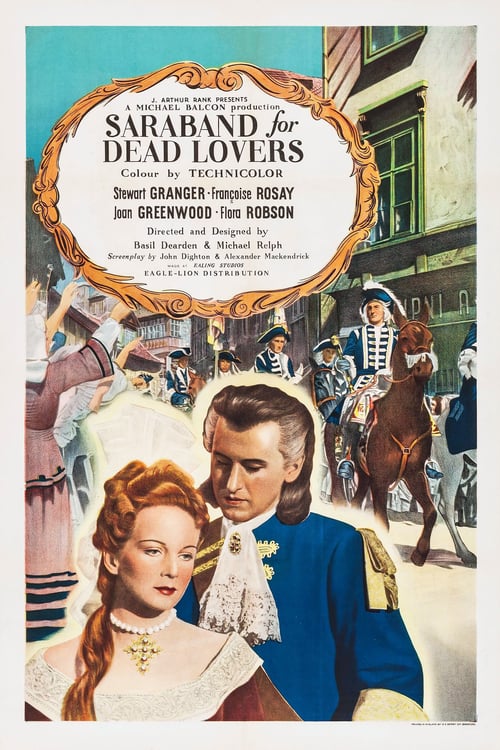 J. ARTHUR RANK PRESENTS
A MICHAEL BALCON production
SARABAND for
DEAD LOVERS
Colour by TECHNICOLOR
Stewart GRANGER · Françoise ROSAY
Joan GREENWOOD · Flora ROBSON
Directed and Designed by
Basil Dearden & Michael Relph
Screenplay by John Dighton & Alexander Mackendrick
MADE AT EALING STUDIOS
EAGLE-LION DISTRIBUTION